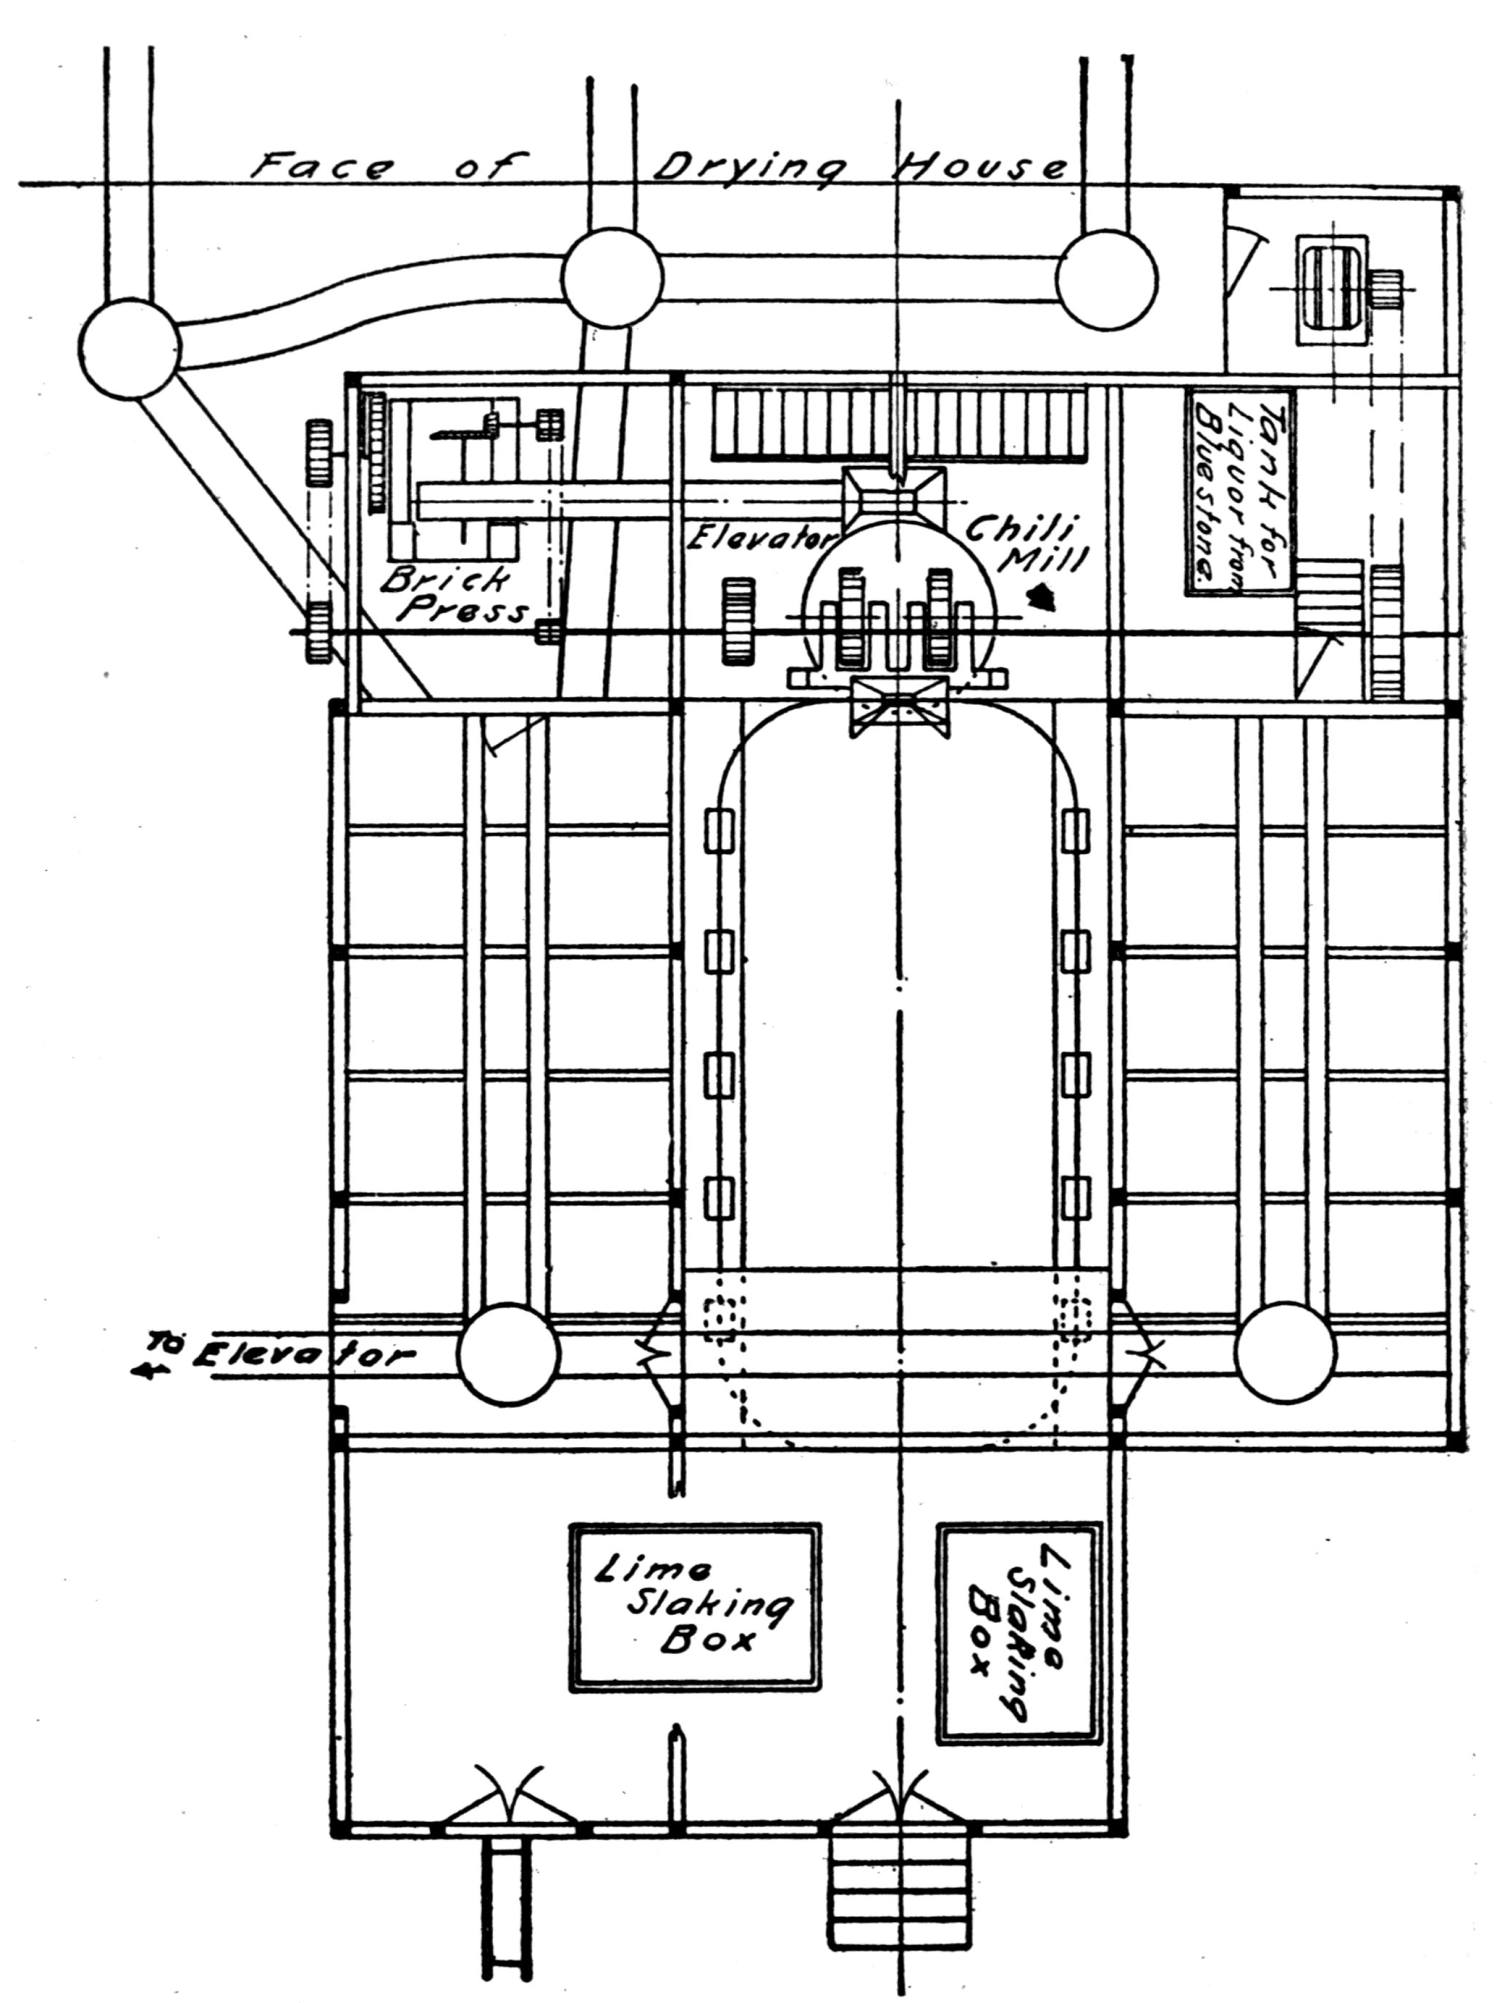 Face of Drying House
Tank for
Liquor from
Bluestone.
Elevator
Chili
Mill
Brick
Press
To
Elevator
Lime
Slaking
Box
Lime
Slaking
Box